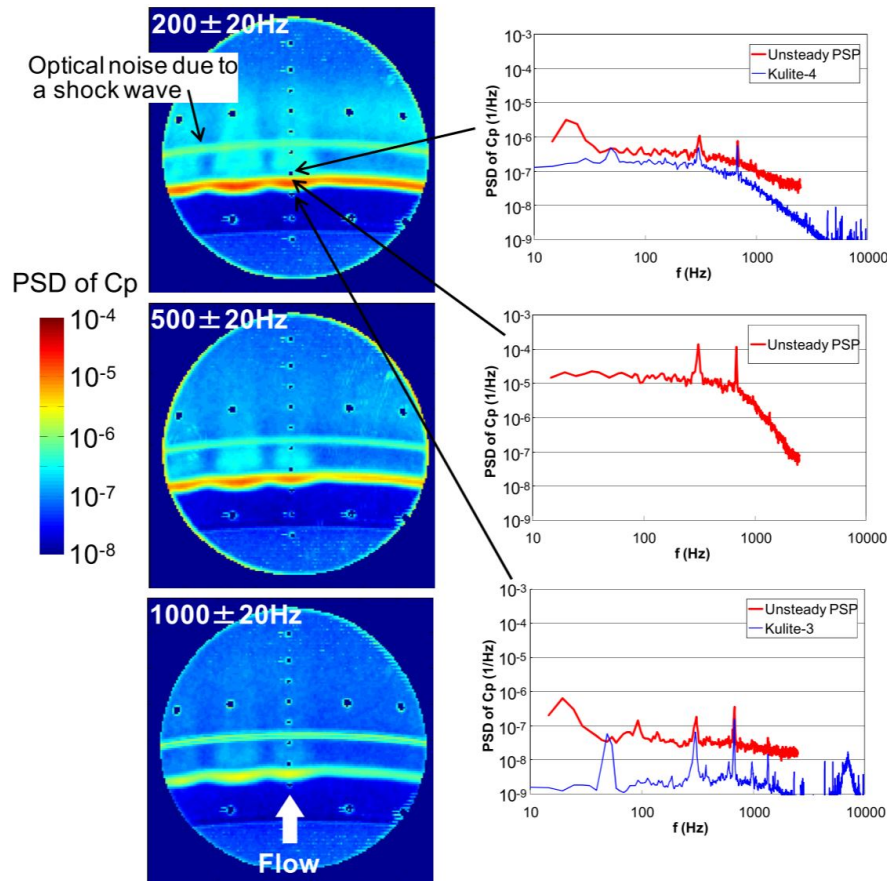 200±20Hz
Optical noise due to
a shock wave
PSD of Cp
10-4
10-5
10-6
10-7
10-8
500±20Hz
1000±20Hz
Flow
10-3
10-4
10-5
10-6
10-7
10-8
10-9
PSD of Cp (1/Hz)
Unsteady PSP
Kulite-4
10 100 1000 10000
f (Hz)
10-3
10-4
10-5
10-6
10-7
10-8
10-9
PSD of Cp (1/Hz)
Unsteady PSP
10 100 1000 10000
f (Hz)
10-3
10-4
10-5
10-6
10-7
10-8
10-9
PSD of Cp (1/Hz)
Unsteady PSP
Kulite-3
10 100 1000 10000
f (Hz)